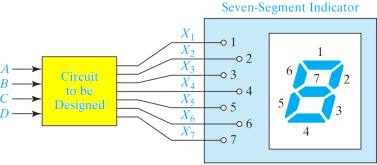 Seven-Segment Indicator
A
B
C
D
Circuit
to be
Designed
X1
X2
X3
X4
X5
X6
X7
1
2
3
4
5
6
7
1
6
7
2
5
3
4